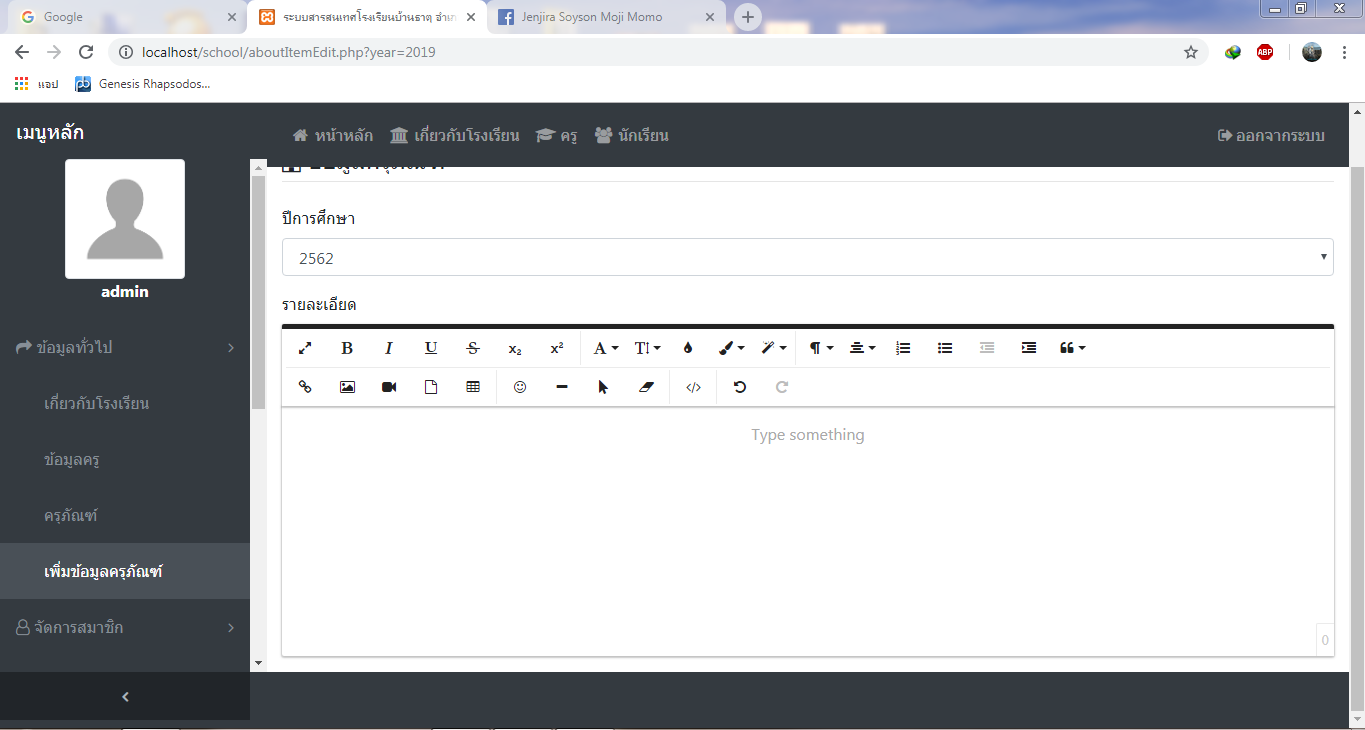 Google
ระบบสารสนเทศโรงเรียนบ้านธาตุ อำเภ
Jenjira Soyson Moji Momo
localhost/school/aboutItemEdit.php?year=2019
ABP
แอป
Genesis Rhapsodos...
เมนูหลัก
หน้าหลัก
เกี่ยวกับโรงเรียน
ครู
นักเรียน
ออกจากระบบ
admin
ข้อมูลทั่วไป
เกี่ยวกับโรงเรียน
ข้อมูลครู
ครุภัณฑ์
เพิ่มข้อมูลครุภัณฑ์
จัดการสมาชิก
ปีการศึกษา
2562
รายละเอียด
Type something
0